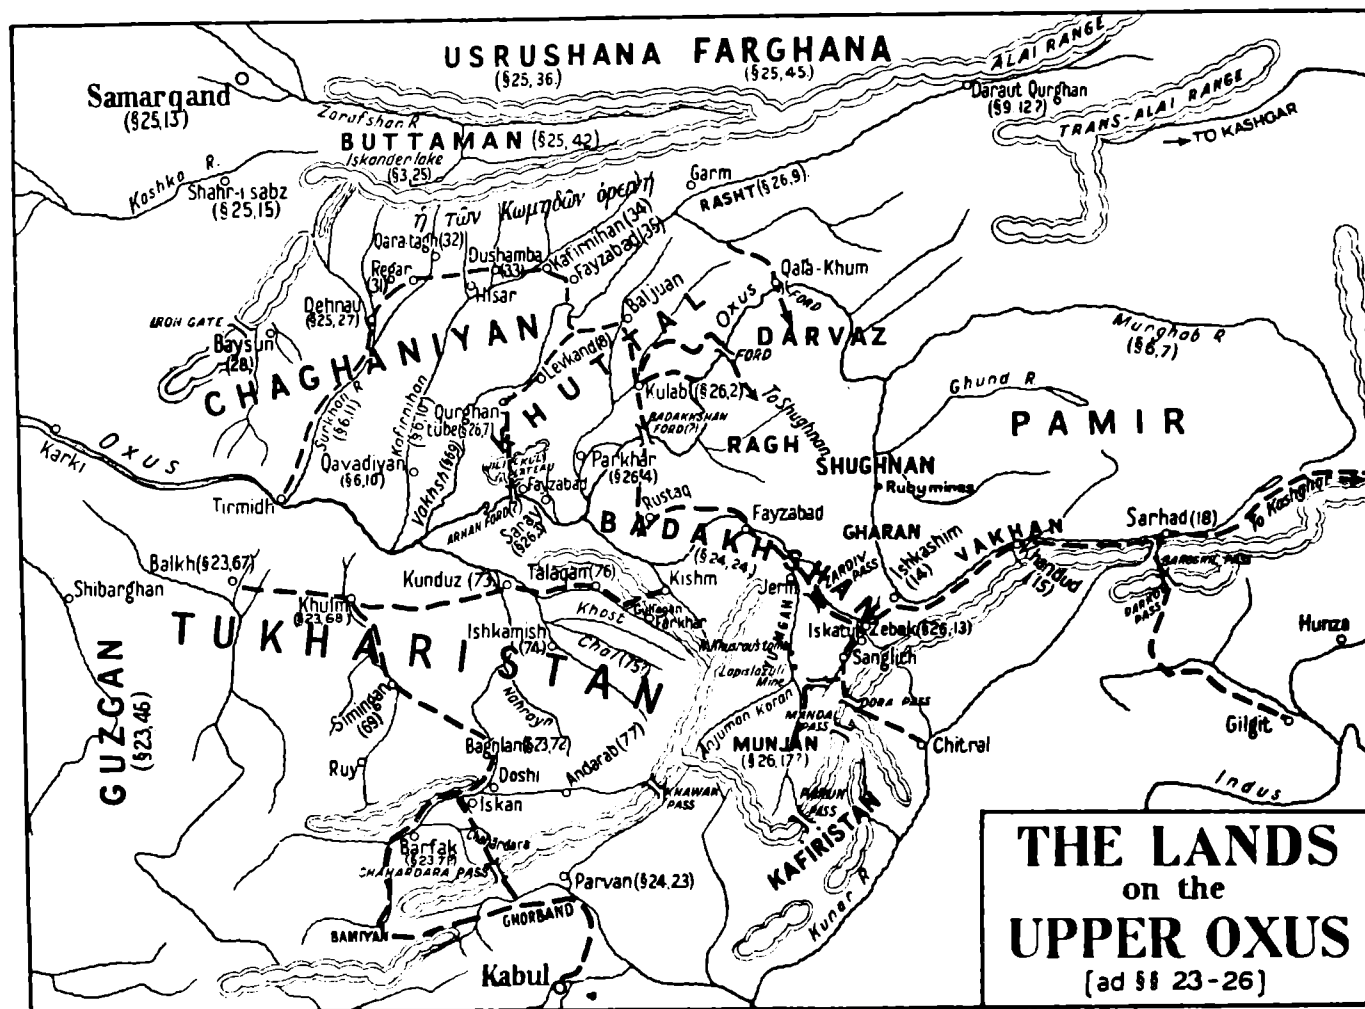 USRUSHANA
(§25, 36.)
FARGHANA
(§25, 45.)
ALAI RANGE
Daraut Qurghan
(§9. 12?)
TRANS-ALAI RANGE
TO KASHGAR
Samarqand
(§25,13)
Zarafshan R
BUTTAMAN (§25, 42)
Iskander lake
(§3,25)
Kashka R.
Shahr-i sabz
(§25,15)
ἡ τῶν Κωμηδῶν ὀρεινή
Garm
RASHT (§26,9)
Qaratagh (32)
Dushamba
(33)
Kafirnihan (34)
Fayzabad (35)
Regar
(31)
Hisar
Qal'a-Khum
FORD
Dehnau
(§25,27)
Baljuan
OXUS
DARVAZ
IRON GATE
Baysun
(28)
CHAGHANIYAN
Levkand (8)
KHUTTAL
FORD
Murghab R
(§6,7)
Surkhan R
(§6,11)
Kafirnihan
(§6,10)
Qurghan
tübe (§26,7)
Kulab (§26,2)
To Shughnan
Ghund R
PAMIR
BADAKHSHAN
FORD (?)
RAGH
OXUS
Karki
Qavadiyan
(§6,10)
Vakhsh (§6,9)
Parkhar
(§26,4)
SHUGHNAN
Ruby mines
Tirmidh
Fayzabad
ARHAN FORD (?)
Saray
(§26,3)
Rustaq
Fayzabad
BADAKHSHAN
(§24, 24)
GHARAN
VAKHAN
Sarhad (18)
To Kashghar
Balkh (§23,67)
Shibarghan
Kunduz (73)
Talaqan (76)
Kishm
Jerm
ZARDIV
PASS
Ishkashim
(14)
Khandud
(15)
BAROGHIL PASS
DARKOT
PASS
Hunza
Khulm
(§23,68)
TUKHARISTAN
Khost
Farkhar
Ishkamish
(74)
Chal (75?)
YUMGAN
Iskatul
Zebak (§26,13)
Sanglich
Lapislazuli
Mine
GUZGAN
(§23,46)
Simingan
(69)
Nahrayn
Anjuman Koran
MANDAL
PASS
DORA PASS
Gilgit
Ruy
Baghlan (§23,72)
Andarab (77)
MUNJAN
(§26,17?)
Chitral
Doshi
Iskan
KHAWAK
PASS
PARUN
PASS
Indus
Barfak
(§23,71)
CHAHARDARA PASS
KAFIRISTAN
Parvan (§24,23)
Kunar R
BAMIYAN
GHORBAND
Kabul
THE LANDS
on the
UPPER OXUS
[ad §§ 23-26]